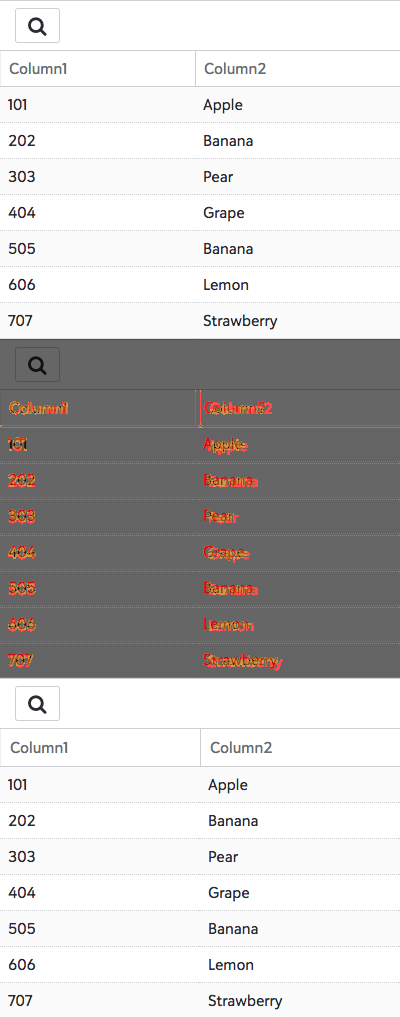 Column1 Column2
101 Apple
202 Banana
303 Pear
404 Grape
505 Banana
606 Lemon
707 Strawberry
Column1 Column2
101 Apple
202 Banana
303 Pear
404 Grape
505 Banana
606 Lemon
707 Strawberry
Column1 Column2
101 Apple
202 Banana
303 Pear
404 Grape
505 Banana
606 Lemon
707 Strawberry